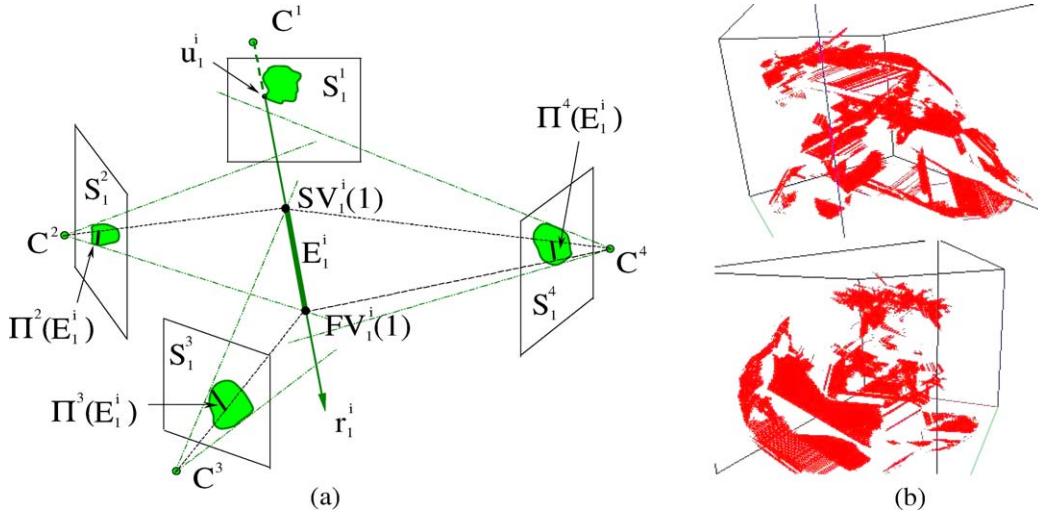 C¹
u₁ⁱ
S₁¹
Π⁴(E₁ⁱ)
S₁²
SV₁ⁱ(1)
C²
E₁ⁱ
C⁴
S₁⁴
Π²(E₁ⁱ)
FV₁ⁱ(1)
S₁³
Π³(E₁ⁱ)
r₁ⁱ
C³
(a)
(b)